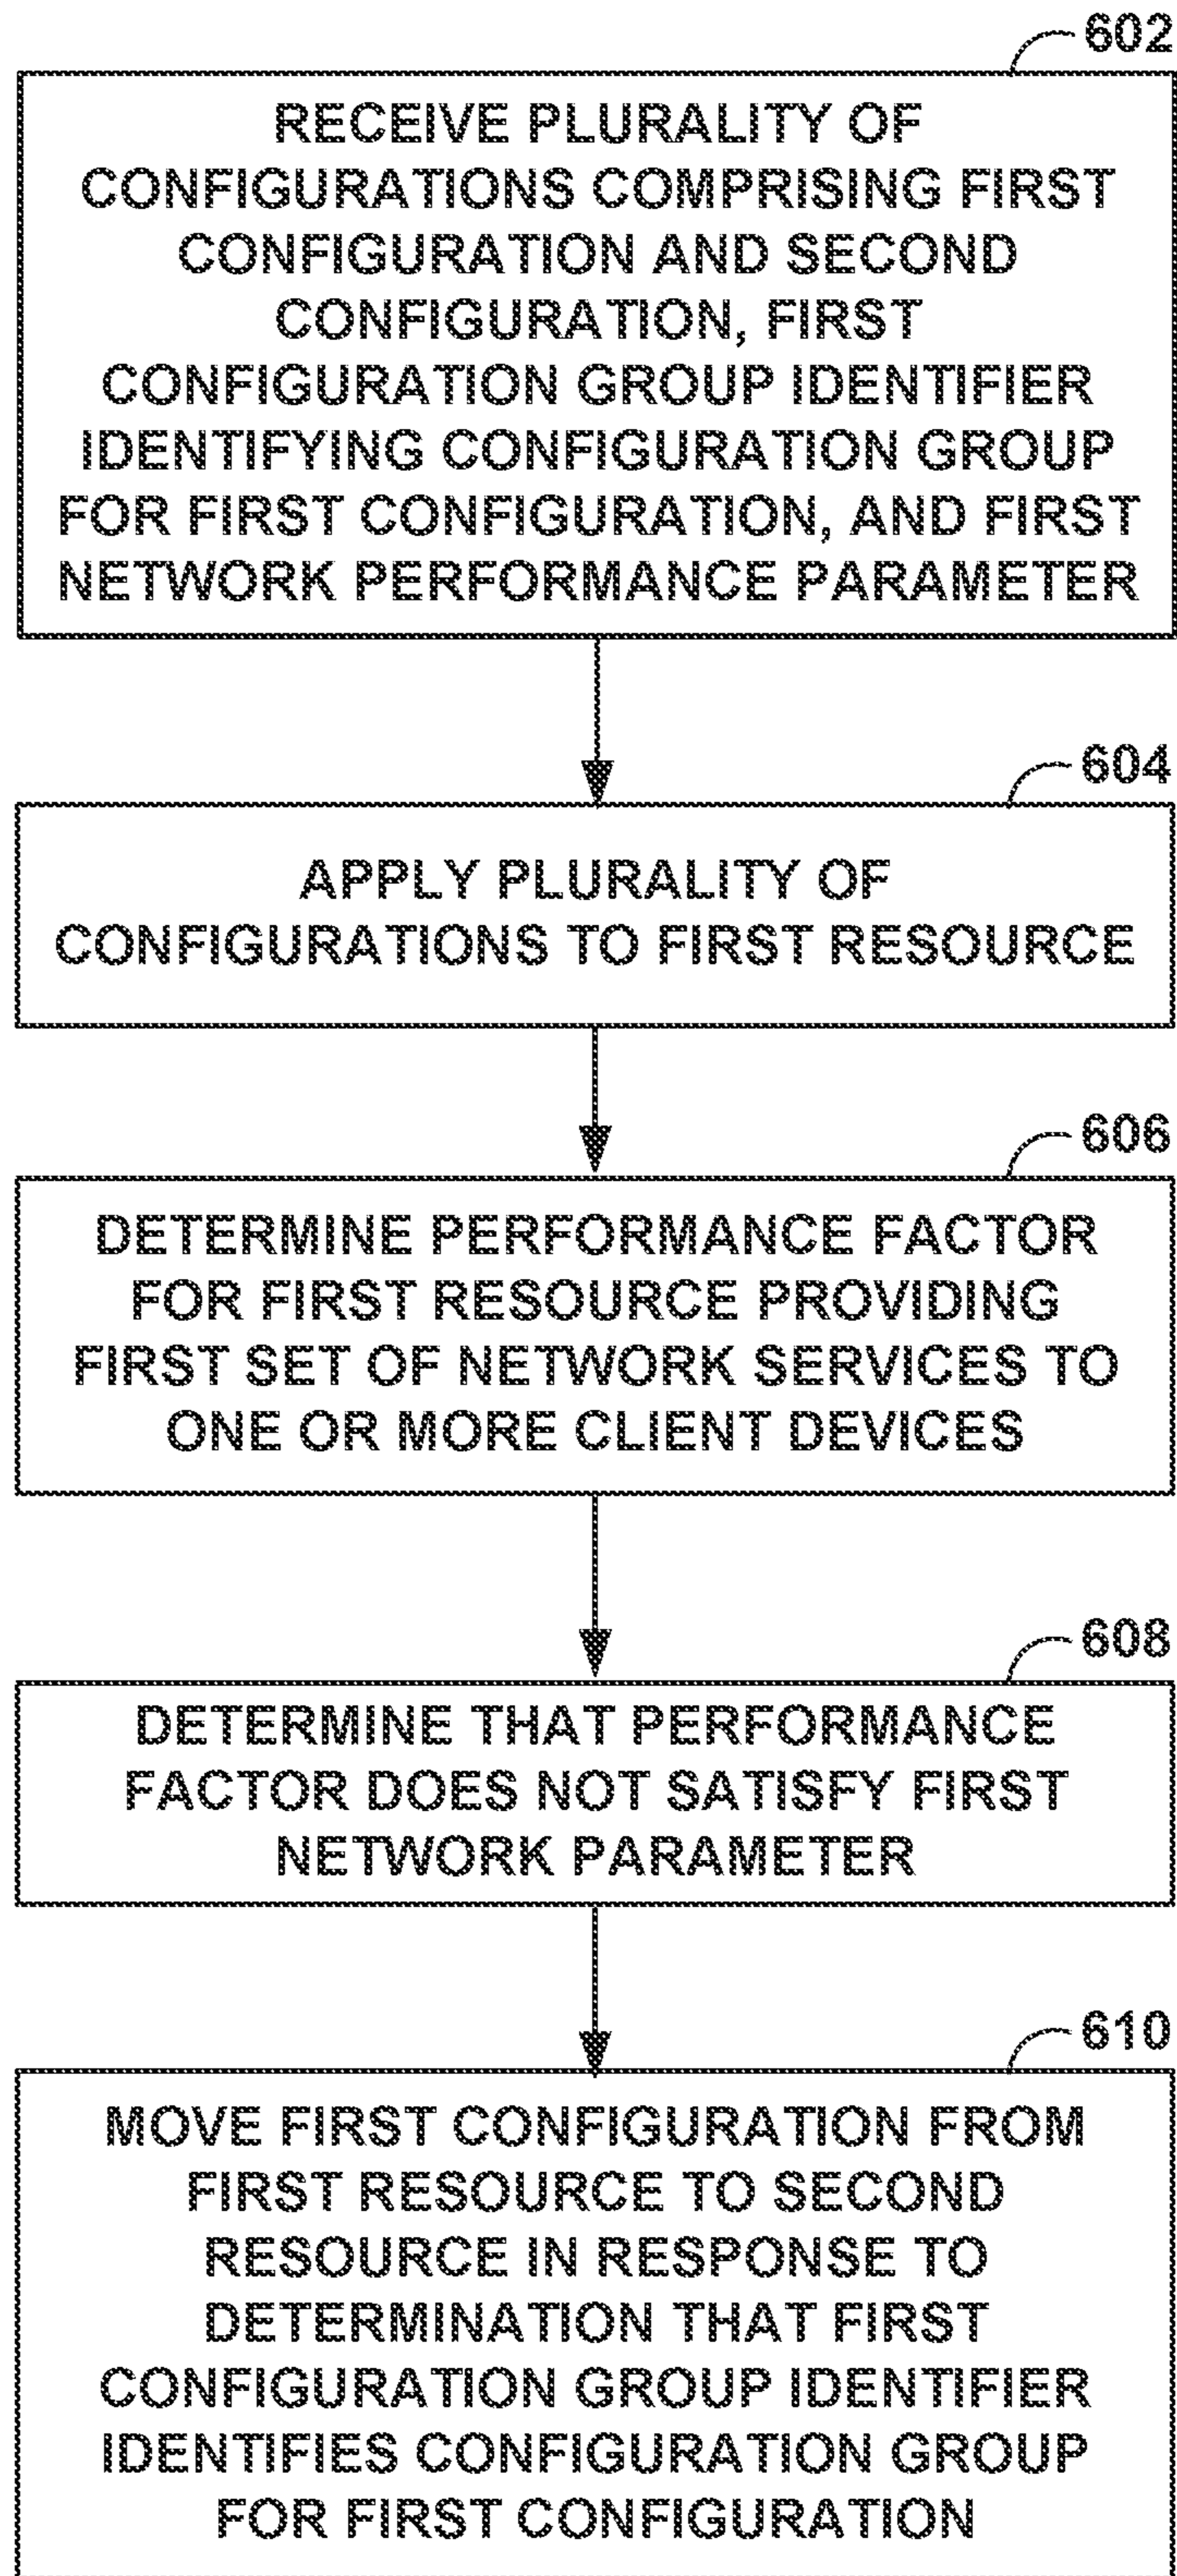 602
RECEIVE PLURALITY OF
CONFIGURATIONS COMPRISING FIRST
CONFIGURATION AND SECOND
CONFIGURATION, FIRST
CONFIGURATION GROUP IDENTIFIER
IDENTIFYING CONFIGURATION GROUP
FOR FIRST CONFIGURATION, AND FIRST
NETWORK PERFORMANCE PARAMETER
604
APPLY PLURALITY OF
CONFIGURATIONS TO FIRST RESOURCE
606
DETERMINE PERFORMANCE FACTOR
FOR FIRST RESOURCE PROVIDING
FIRST SET OF NETWORK SERVICES TO
ONE OR MORE CLIENT DEVICES
608
DETERMINE THAT PERFORMANCE
FACTOR DOES NOT SATISFY FIRST
NETWORK PARAMETER
610
MOVE FIRST CONFIGURATION FROM
FIRST RESOURCE TO SECOND
RESOURCE IN RESPONSE TO
DETERMINATION THAT FIRST
CONFIGURATION GROUP IDENTIFIER
IDENTIFIES CONFIGURATION GROUP
FOR FIRST CONFIGURATION